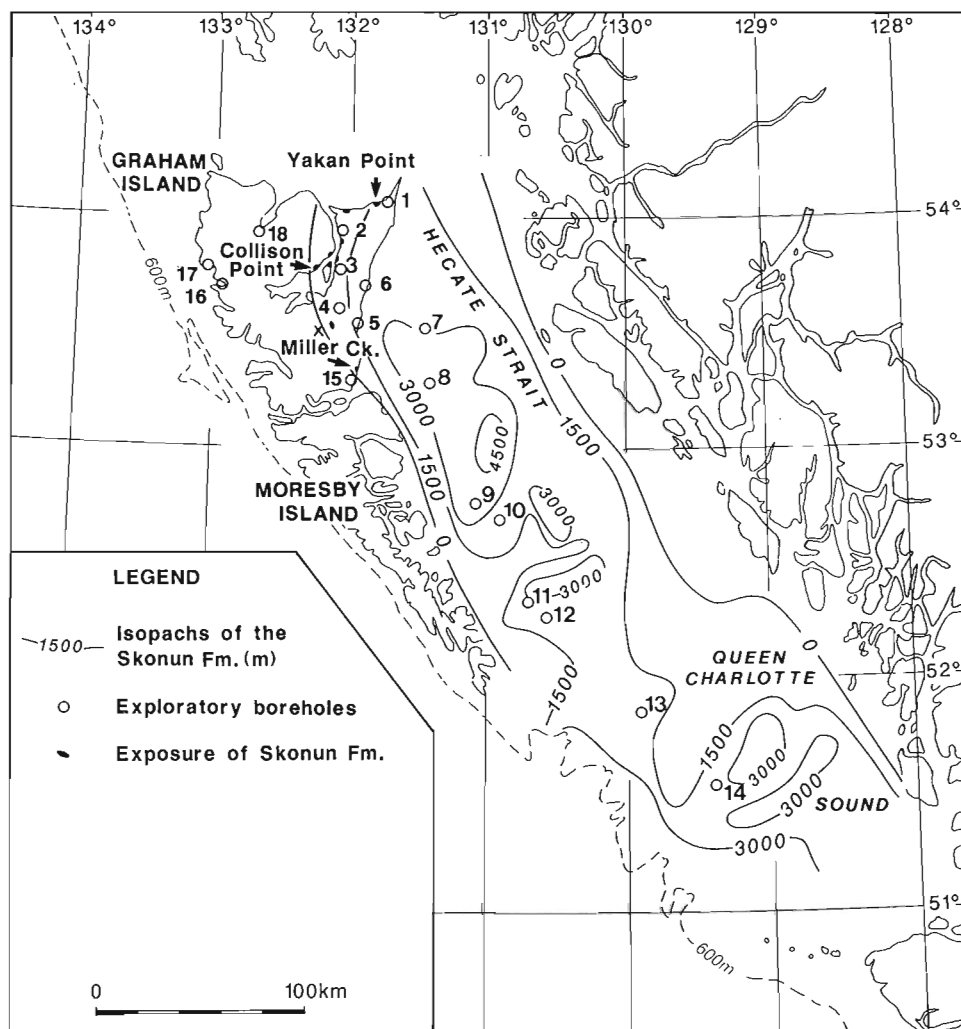 134° 133° 132° 131° 130° 129° 128°
GRAHAM
ISLAND
Yakan Point
1
54°
18
2
Collison
Point
3
17
16
6
600m
HECATE STRAIT
0
4
5
7
Miller Ck.
15
8
3000
1500
4500
53°
1500
0
MORESBY
ISLAND
9
10
3000
11
3000
12
0
QUEEN
CHARLOTTE
52°
1500
13
1500
3000
14
3000
SOUND
3000
51°
600m
LEGEND
1500 Isopachs of the
Skonun Fm. (m)
Exploratory boreholes
Exposure of Skonun Fm.
0 100km